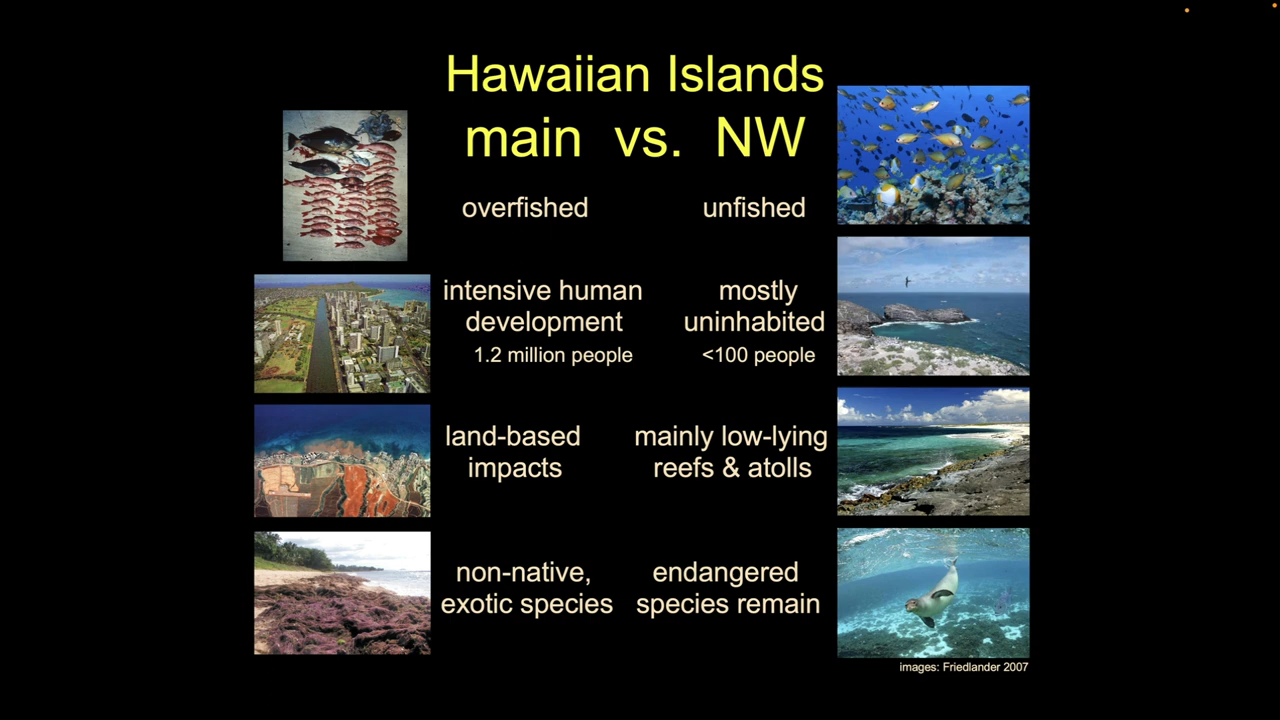 Hawaiian Islands
main vs. NW
overfished unfished
intensive human mostly
development uninhabited
1.2 million people <100 people
land-based mainly low-lying
impacts reefs & atolls
non-native, endangered
exotic species species remain
images: Friedlander 2007